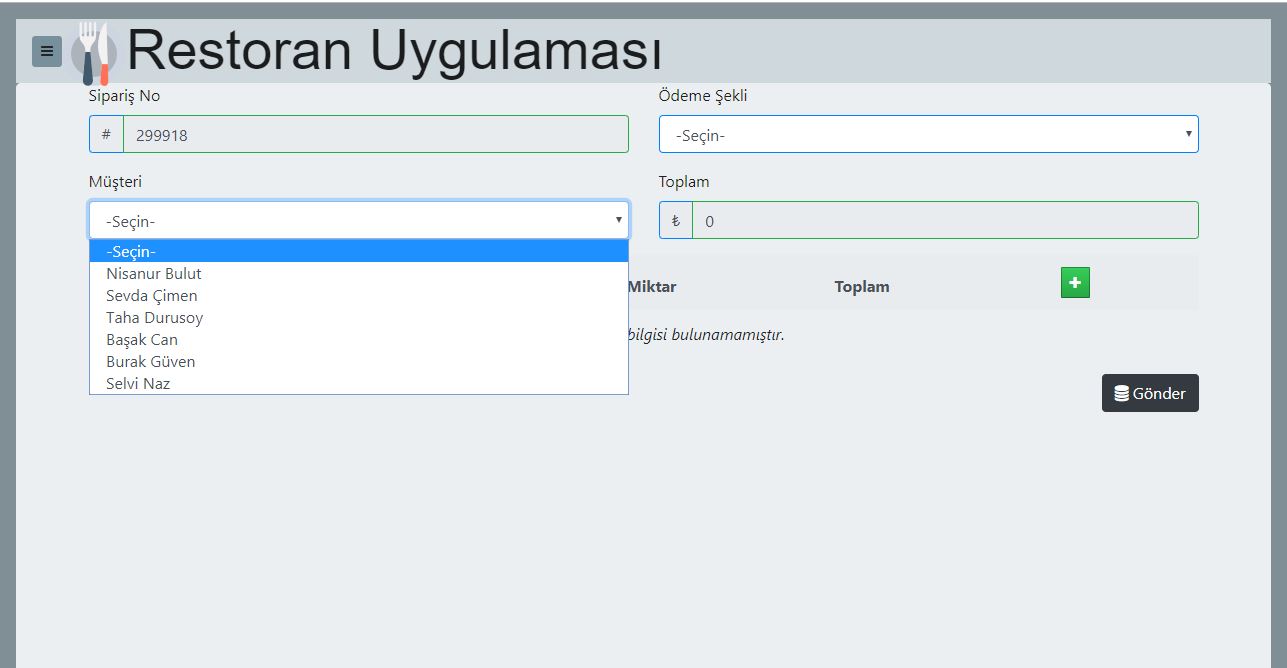 Restoran Uygulaması
Sipariş No
# 299918
Ödeme Şekli
-Seçin-
Müşteri
-Seçin-
-Seçin-
Nisanur Bulut
Sevda Çimen
Taha Durusoy
Başak Can
Burak Güven
Selvi Naz
Toplam
₺ 0
Miktar Toplam +
bilgisi bulunamamıştır.
Gönder